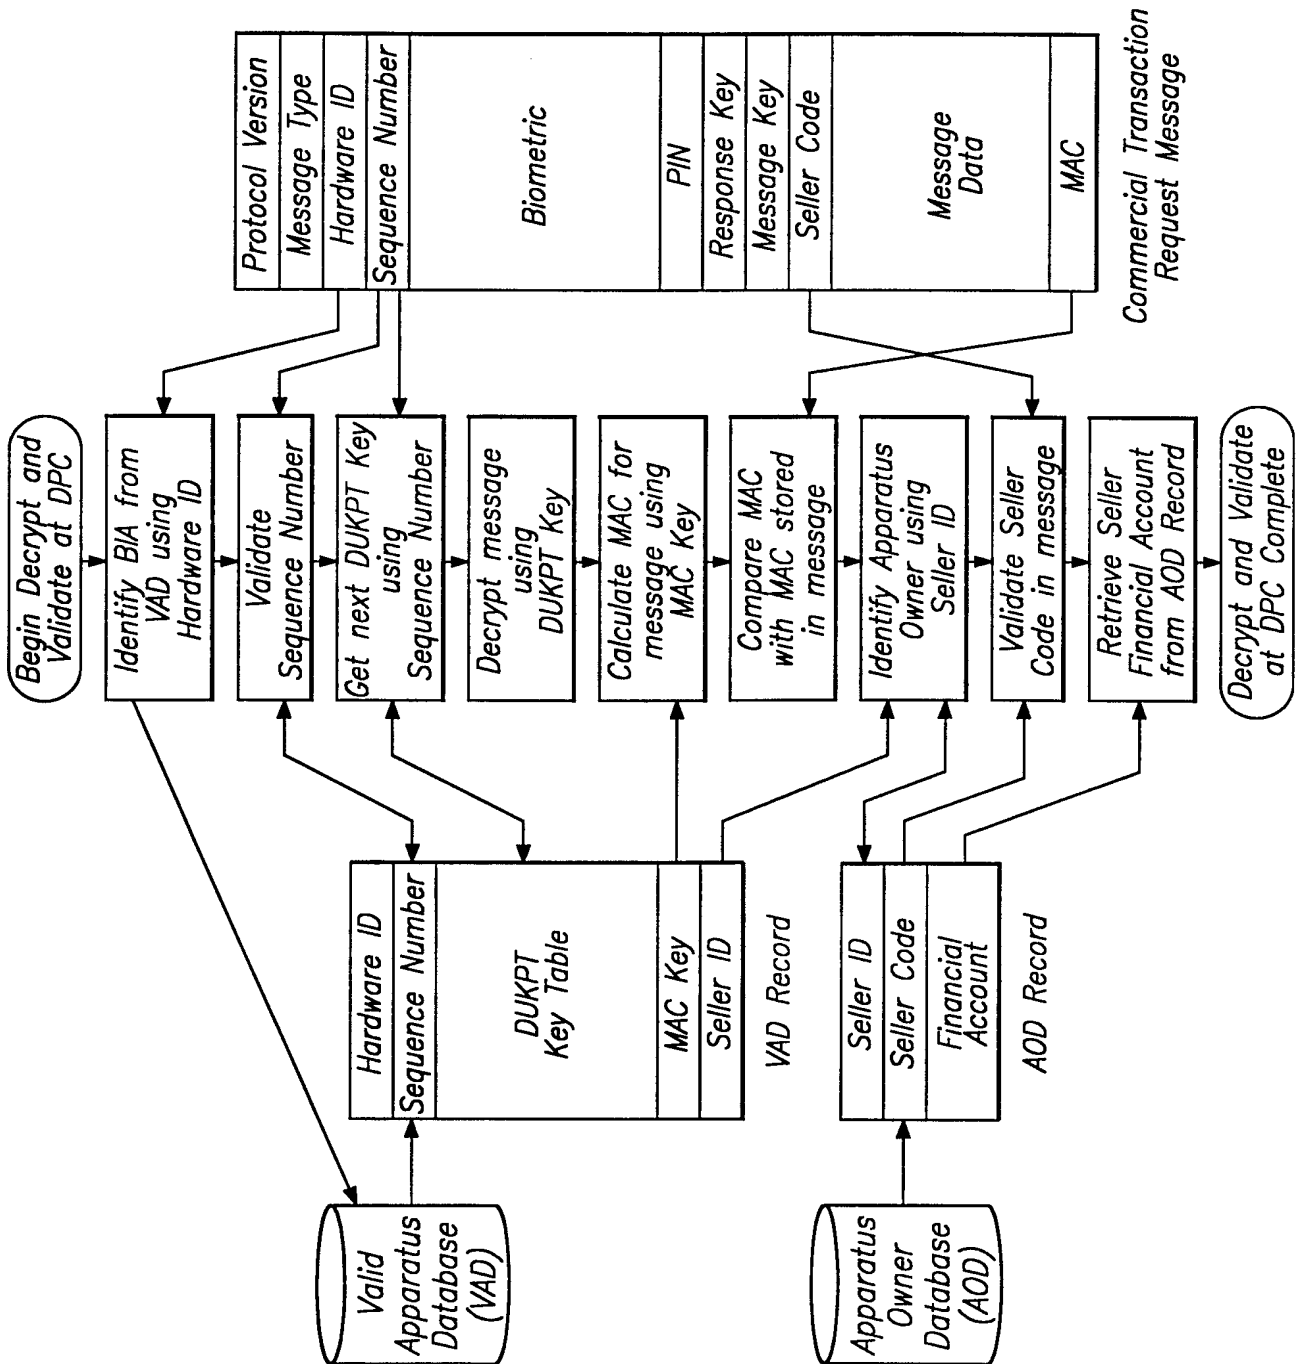 Begin Decrypt and
Validate at DPC
Identify BIA from
VAD using
Hardware ID
Validate
Sequence Number
Get next DUKPT Key
using
Sequence Number
Decrypt message
using
DUKPT Key
Calculate MAC for
message using
MAC Key
Compare MAC
with MAC stored
in message
Identify Apparatus
Owner using
Seller ID
Validate Seller
Code in message
Retrieve Seller
Financial Account
from AOD Record
Decrypt and Validate
at DPC Complete
Protocol Version
Message Type
Hardware ID
Sequence Number
Biometric
PIN
Response Key
Message Key
Seller Code
Message
Data
MAC
Commercial Transaction
Request Message
Hardware ID
Sequence Number
DUKPT
Key Table
MAC Key
Seller ID
VAD Record
Seller ID
Seller Code
Financial
Account
AOD Record
Valid
Apparatus
Database
(VAD)
Apparatus
Owner
Database
(AOD)